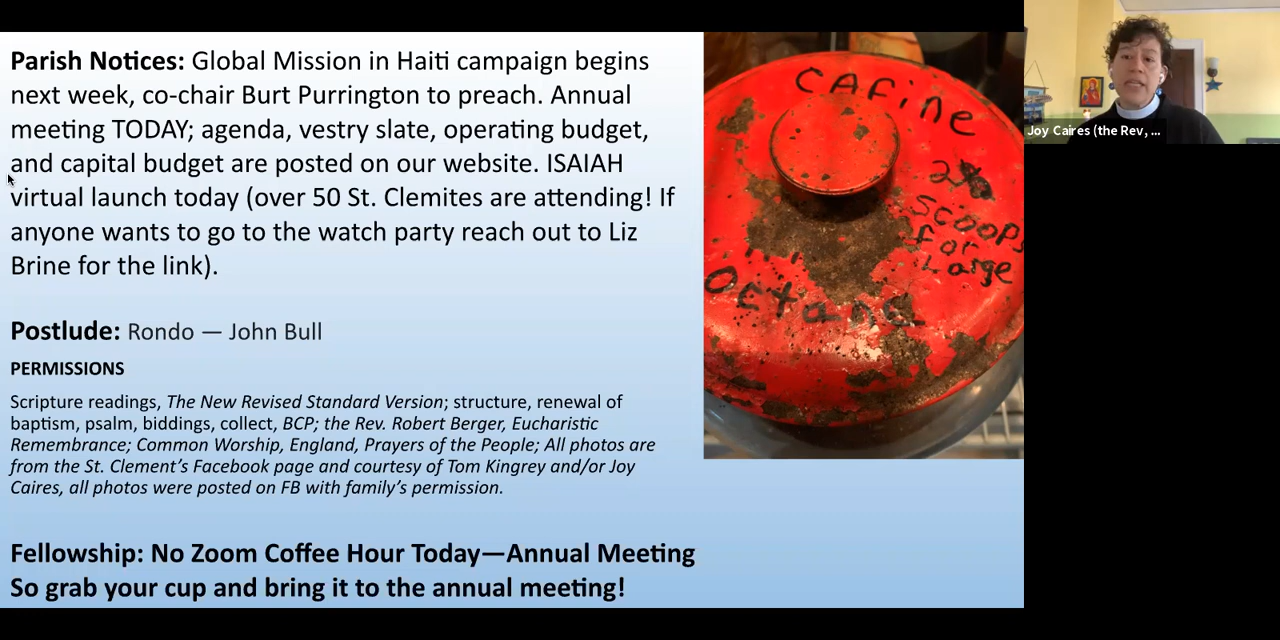 Parish Notices: Global Mission in Haiti campaign begins
next week, co-chair Burt Purrington to preach. Annual
meeting TODAY; agenda, vestry slate, operating budget,
and capital budget are posted on our website. ISAIAH
virtual launch today (over 50 St. Clemites are attending! If
anyone wants to go to the watch party reach out to Liz
Brine for the link).
Postlude: Rondo — John Bull
PERMISSIONS
Scripture readings, The New Revised Standard Version; structure, renewal of
baptism, psalm, biddings, collect, BCP; the Rev. Robert Berger, Eucharistic
Remembrance; Common Worship, England, Prayers of the People; All photos are
from the St. Clement’s Facebook page and courtesy of Tom Kingrey and/or Joy
Caires, all photos were posted on FB with family’s permission.
Fellowship: No Zoom Coffee Hour Today—Annual Meeting
So grab your cup and bring it to the annual meeting!
CAFine
2
Scoops
for
Large
Octane
Joy Caires (the Rev, ...